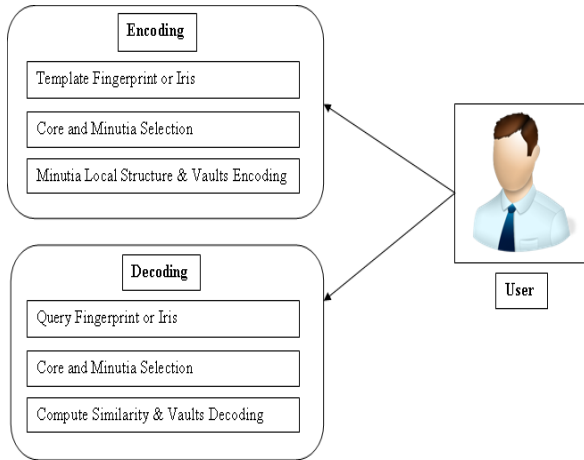 Encoding
Template Fingerprint or Iris
Core and Minutia Selection
Minutia Local Structure & Vaults Encoding
Decoding
Query Fingerprint or Iris
Core and Minutia Selection
Compute Similarity & Vaults Decoding
User